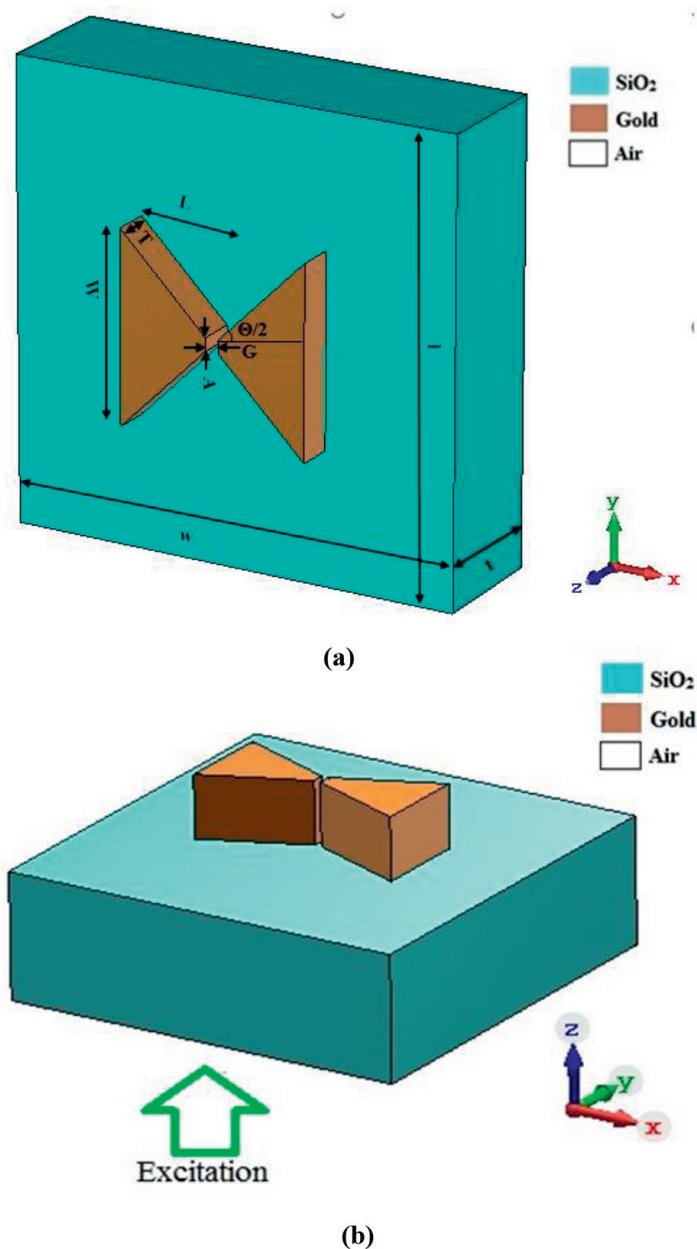 SiO₂
Gold
Air
L
T
W
Θ/2
G
A
l
w
t
y
z
x
(a)
SiO₂
Gold
Air
z
y
x
Excitation
(b)